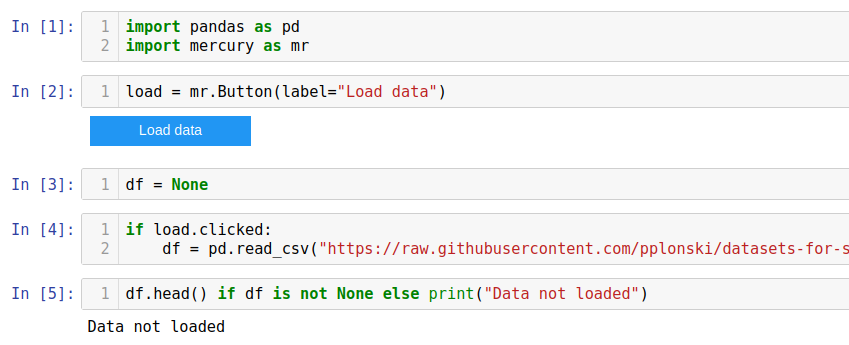 In [1]: 1 import pandas as pd
2 import mercury as mr
In [2]: 1 load = mr.Button(label="Load data")
Load data
In [3]: 1 df = None
In [4]: 1 if load.clicked:
2 df = pd.read_csv("https://raw.githubusercontent.com/pplonski/datasets-for-s
In [5]: 1 df.head() if df is not None else print("Data not loaded")
Data not loaded